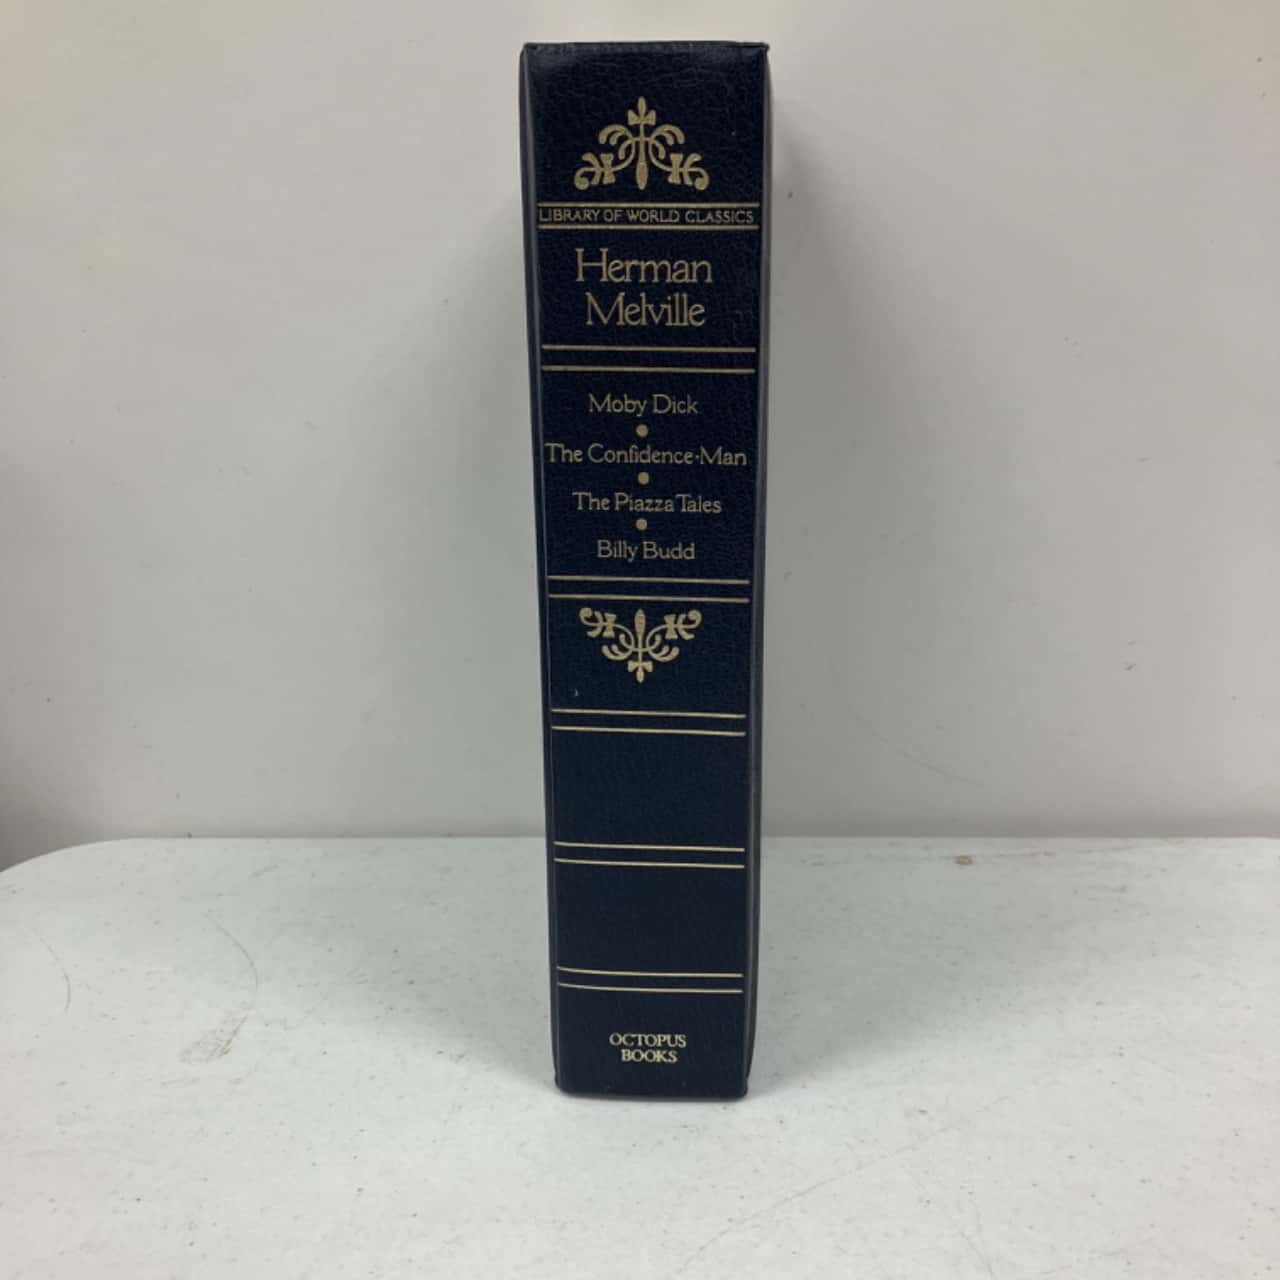 LIBRARY OF WORLD CLASSICS
Herman
Melville
Moby Dick
The Confidence-Man
The Piazza Tales
Billy Budd
OCTOPUS
BOOKS